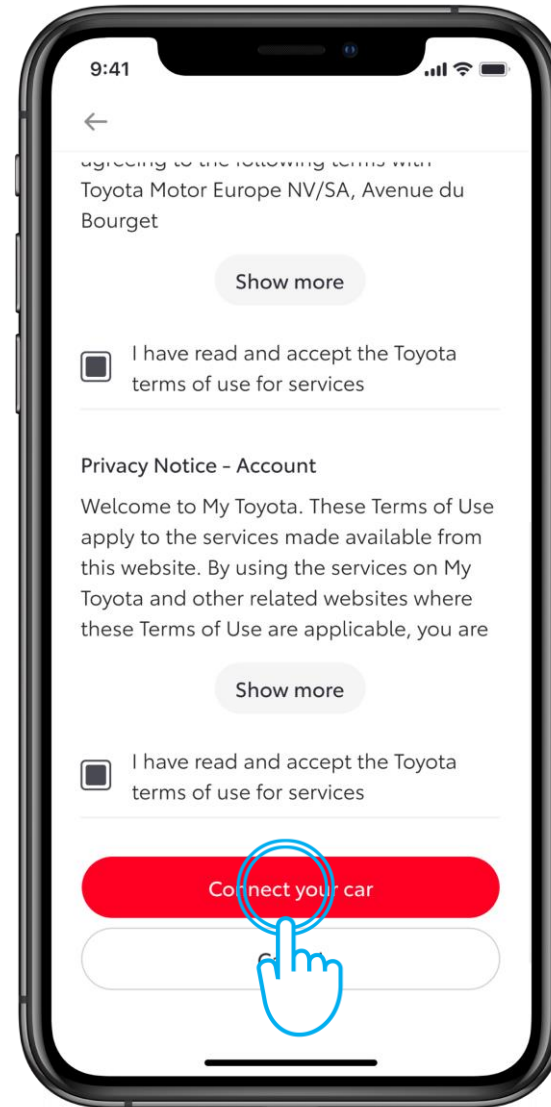 9:41
Toyota Motor Europe NV/SA, Avenue du
Bourget
Show more
I have read and accept the Toyota
terms of use for services
Privacy Notice – Account
Welcome to My Toyota. These Terms of Use
apply to the services made available from
this website. By using the services on My
Toyota and other related websites where
these Terms of Use are applicable, you are
Show more
I have read and accept the Toyota
terms of use for services
Connect your car